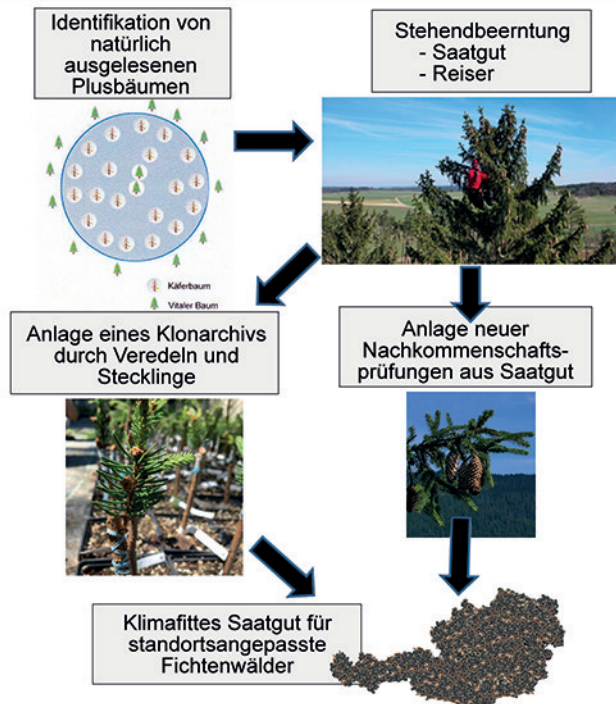 Identifikation von
natürlich
ausgelesenen
Plusbäumen
Stehendbeerntung
- Saatgut
- Reiser
Käferbaum
Vitaler Baum
Anlage eines Klonarchivs
durch Veredeln und
Stecklinge
Anlage neuer
Nachkommenschafts-
prüfungen aus Saatgut
Klimafittes Saatgut für
standortsangepasste
Fichtenwälder